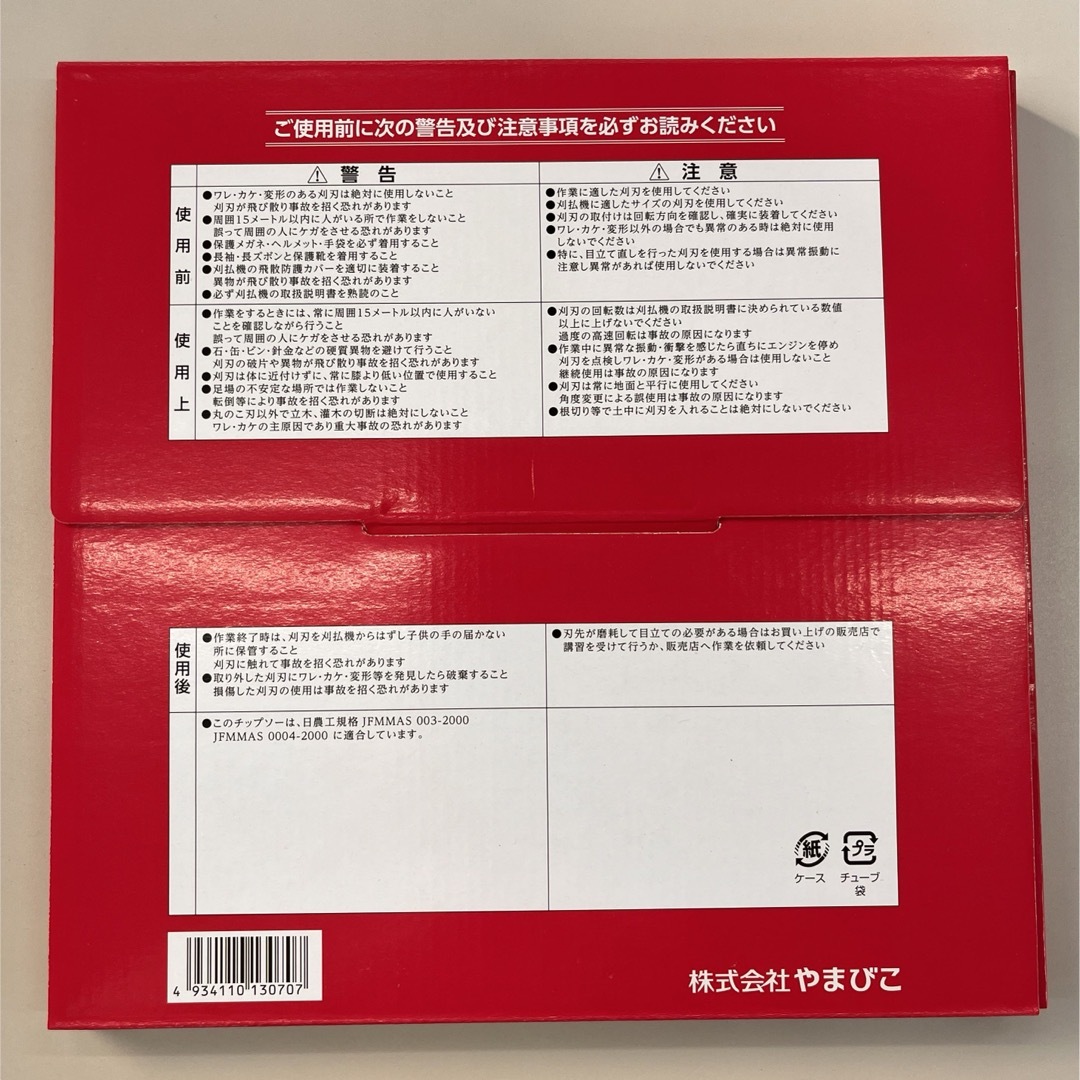 ご使用前に次の警告及び注意事項を必ずお読みください
⚠ 警告
⚠ 注意
使用前
●ワレ・カケ・変形のある刈刃は絶対に使用しないこと
刈刃が飛び散り事故を招く恐れがあります
●周囲15メートル以内に人がいる所で作業をしないこと
誤って周囲の人にケガをさせる恐れがあります
●保護メガネ・ヘルメット・手袋を必ず着用すること
●長袖・長ズボンと保護靴を着用すること
●刈払機の飛散防護カバーを適切に装着すること
異物が飛び散り事故を招く恐れがあります
●必ず刈払機の取扱説明書を熟読のこと
●作業に適した刈刃を使用してください
●刈払機に適したサイズの刈刃を使用してください
●刈刃の取付けは回転方向を確認し、確実に装着してください
●ワレ・カケ・変形以外の場合でも異常のある時は絶対に使用
しないでください
●特に、目立て直しを行った刈刃を使用する場合は異常振動に
注意し異常があれば使用しないでください
使用上
●作業をするときには、常に周囲15メートル以内に人がいない
ことを確認しながら行うこと
誤って周囲の人にケガをさせる恐れがあります
●石・缶・ビン・針金などの硬質異物を避けて行うこと
刈刃の破片や異物が飛び散り事故を招く恐れがあります
●刈刃は体に近付けずに、常に膝より低い位置で使用すること
●足場の不安定な場所では作業しないこと
転倒等により事故を招く恐れがあります
●丸のこ刃以外で立木、灌木の切断は絶対にしないこと
ワレ・カケの主原因であり重大事故の恐れがあります
●刈刃の回転数は刈払機の取扱説明書に決められている数値
以上に上げないでください
過度の高速回転は事故の原因になります
●作業中に異常な振動・衝撃を感じたら直ちにエンジンを停め
刈刃を点検しワレ・カケ・変形がある場合は使用しないこと
継続使用は事故の原因になります
●刈刃は常に地面と平行に使用してください
角度変更による誤使用は事故の原因になります
●根切り等で土中に刈刃を入れることは絶対にしないでください
使用後
●作業終了時は、刈刃を刈払機からはずし子供の手の届かない
所に保管すること
刈刃に触れて事故を招く恐れがあります
●取り外した刈刃にワレ・カケ・変形等を発見したら破棄すること
損傷した刈刃の使用は事故を招く恐れがあります
●刃先が磨耗して目立ての必要がある場合はお買い上げの販売店で
講習を受けて行うか、販売店へ作業を依頼してください
●このチップソーは、日農工規格 JFMMAS 003-2000
JFMMAS 0004-2000 に適合しています。
紙
プラ
ケース
チューブ
袋
4 934110 130707
株式会社 やまびこ